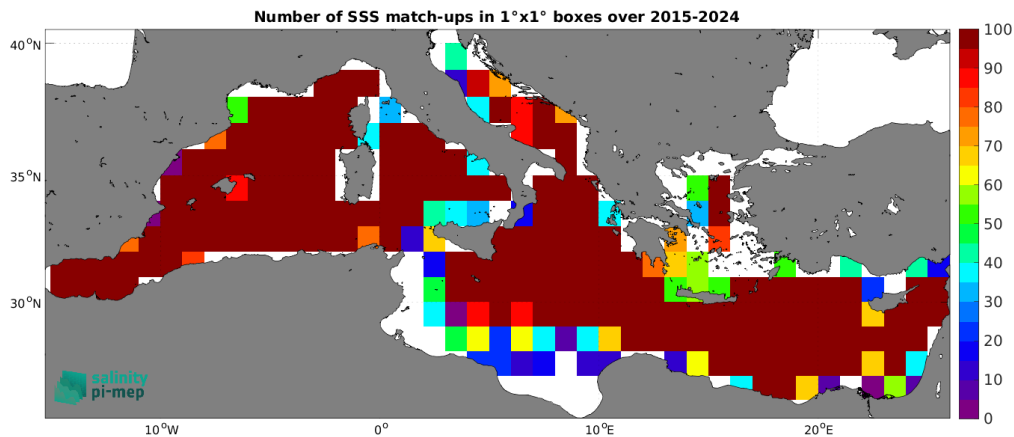 Number of SSS match-ups in 1°x1° boxes over 2015-2024
40°N
35°N
30°N
10°W
0°
10°E
20°E
100
90
80
70
60
50
40
30
20
10
0
salinity
pi-mep